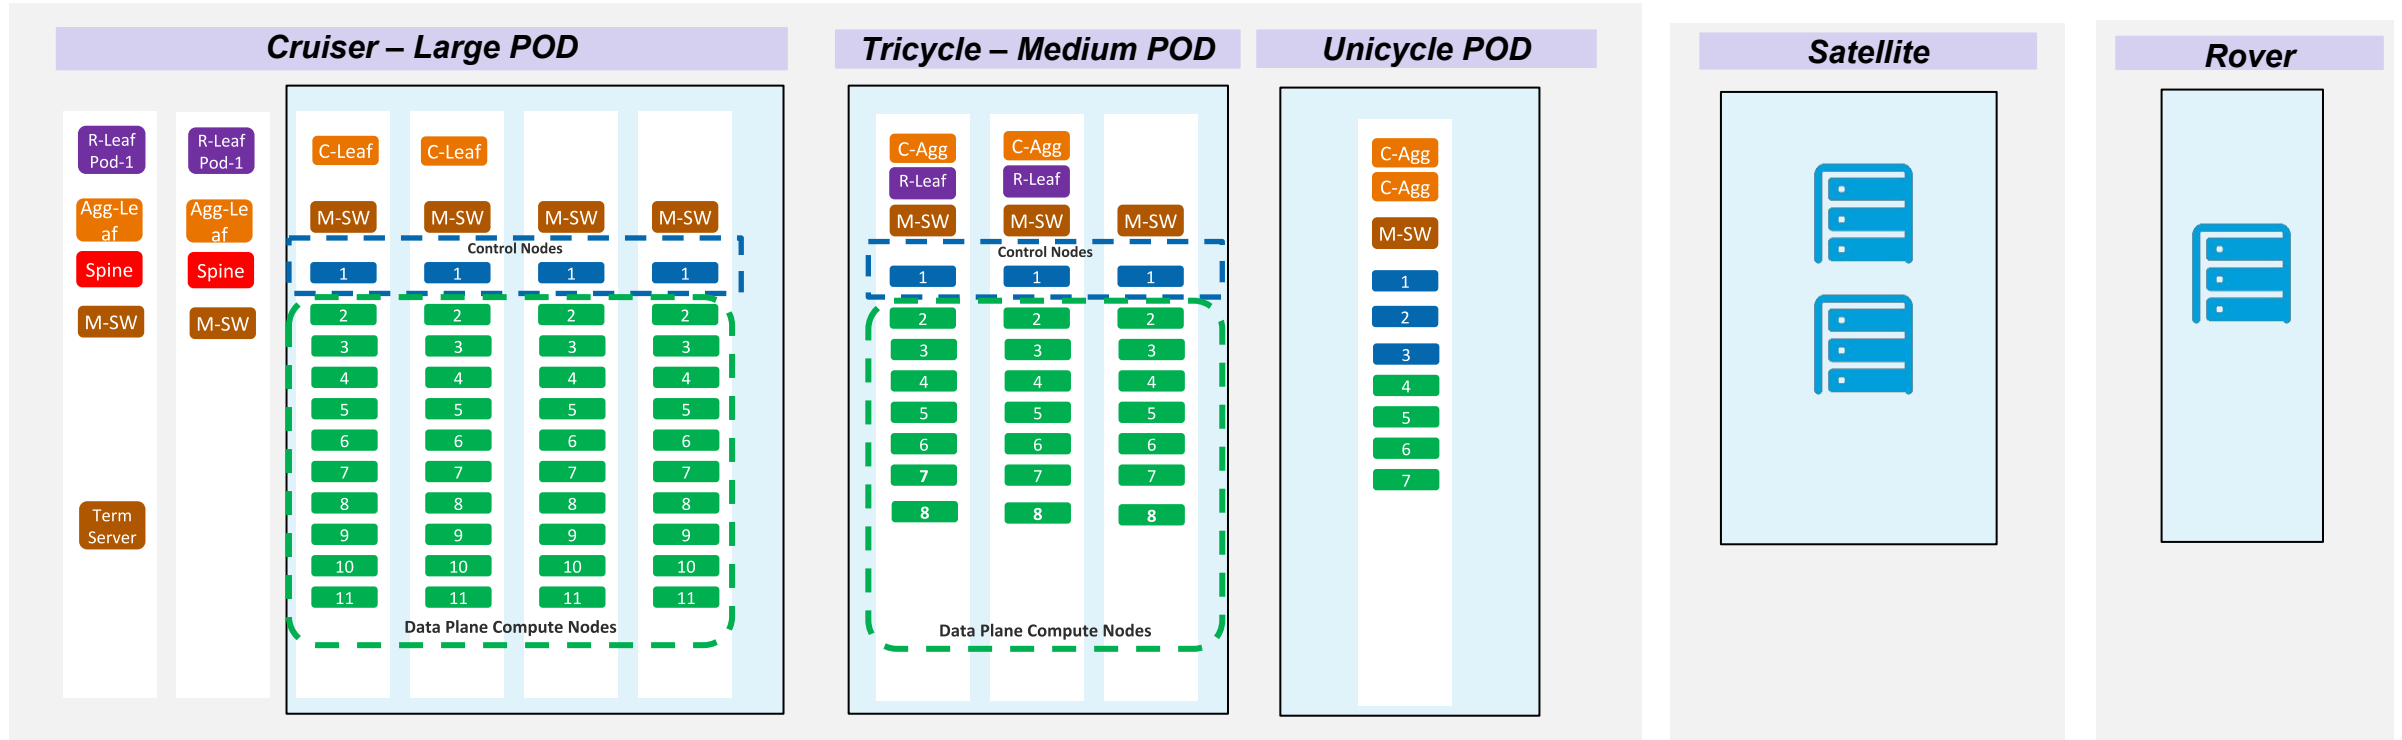 Cruiser – Large POD
R-Leaf
Pod-1
Agg-Le
af
Spine
M-SW
Term
Server
R-Leaf
Pod-1
Agg-Le
af
Spine
M-SW
C-Leaf
C-Leaf
M-SW
M-SW
M-SW
M-SW
Control Nodes
1 1 1 1
2 2 2 2
3 3 3 3
4 4 4 4
5 5 5 5
6 6 6 6
7 7 7 7
8 8 8 8
9 9 9 9
10 10 10 10
11 11 11 11
Data Plane Compute Nodes
Tricycle – Medium POD
C-Agg
C-Agg
R-Leaf
R-Leaf
M-SW
M-SW
M-SW
Control Nodes
1 1 1
2 2 2
3 3 3
4 4 4
5 5 5
6 6 6
7 7 7
8 8 8
Data Plane Compute Nodes
Unicycle POD
C-Agg
C-Agg
M-SW
1
2
3
4
5
6
7
Satellite
Rover